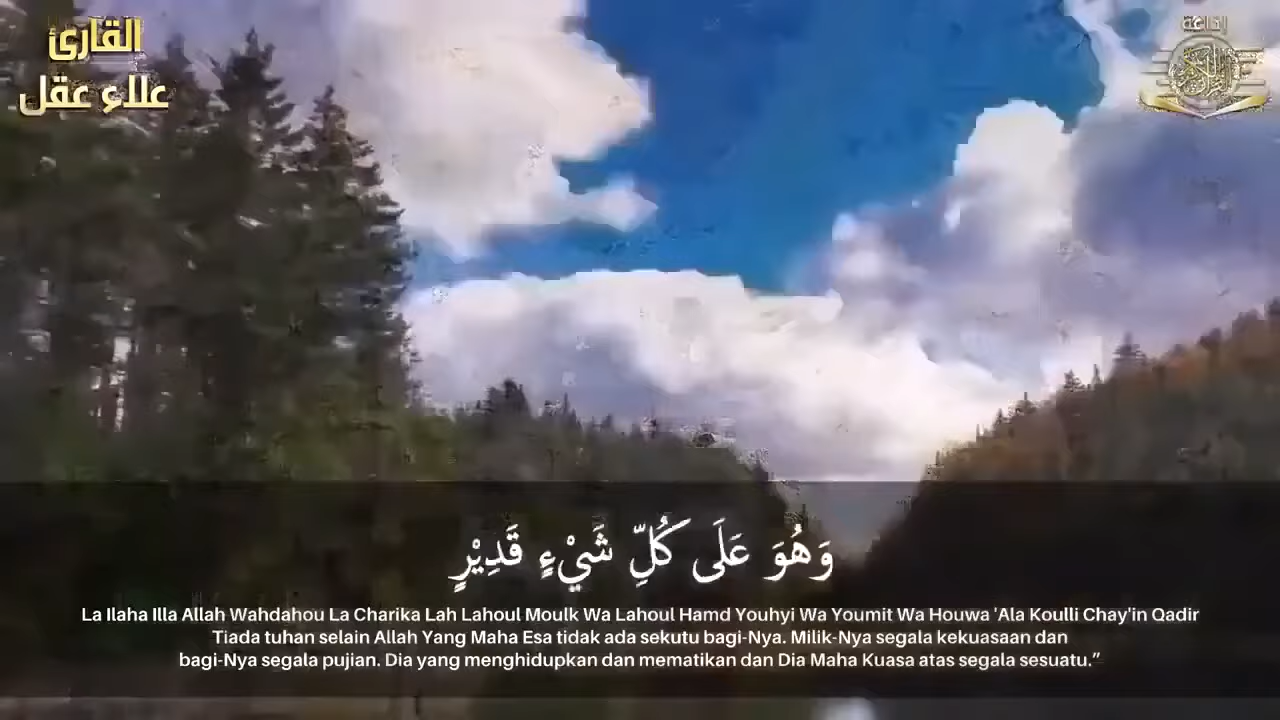 القارئ
علاء عقل
إذاعة
القرآن الكريم
وَهُوَ عَلَى كُلِّ شَيْءٍ قَدِيْرٍ
La Ilaha Illa Allah Wahdahou La Charika Lah Lahoul Moulk Wa Lahoul Hamd Youhyi Wa Youmit Wa Houwa 'Ala Koulli Chay'in Qadir
Tiada tuhan selain Allah Yang Maha Esa tidak ada sekutu bagi-Nya. Milik-Nya segala kekuasaan dan
bagi-Nya segala pujian. Dia yang menghidupkan dan mematikan dan Dia Maha Kuasa atas segala sesuatu.”